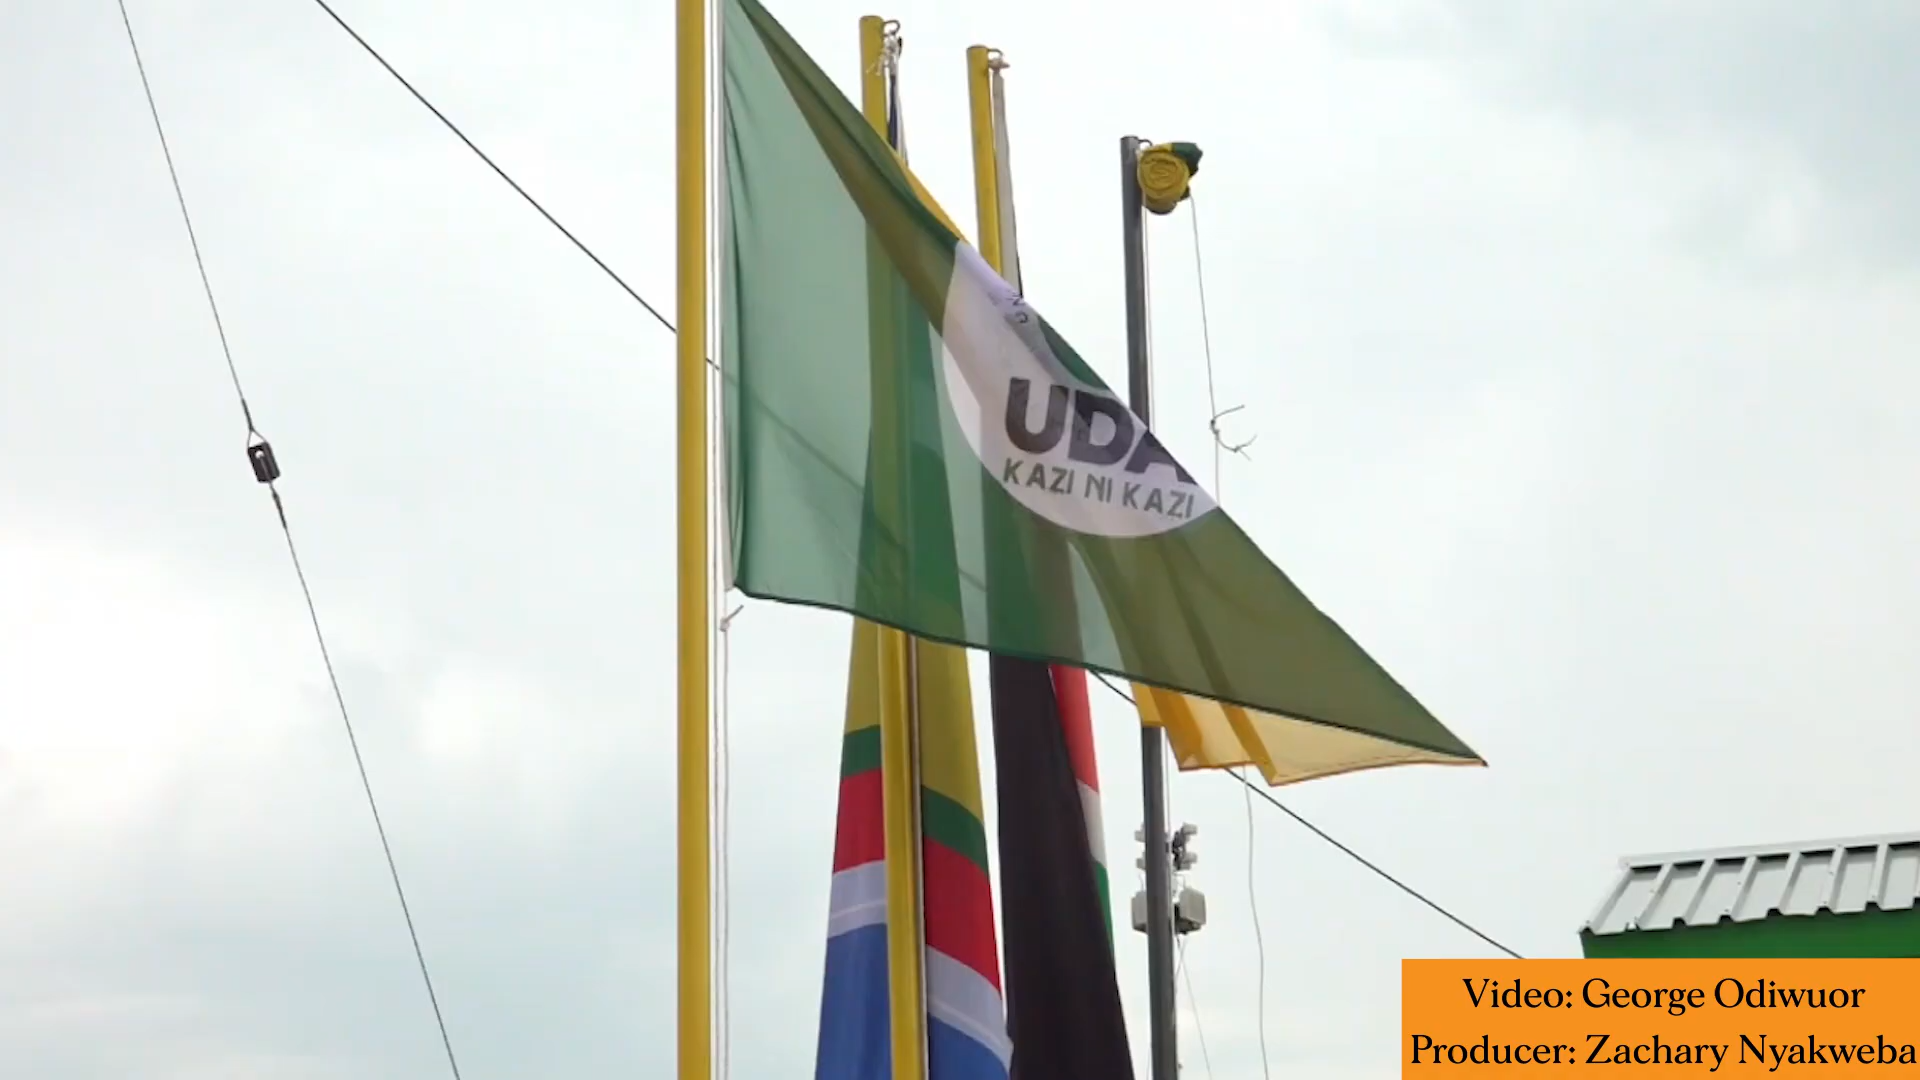 UDA
KAZI NI KAZI
Video: George Odiwuor
Producer: Zachary Nyakweba